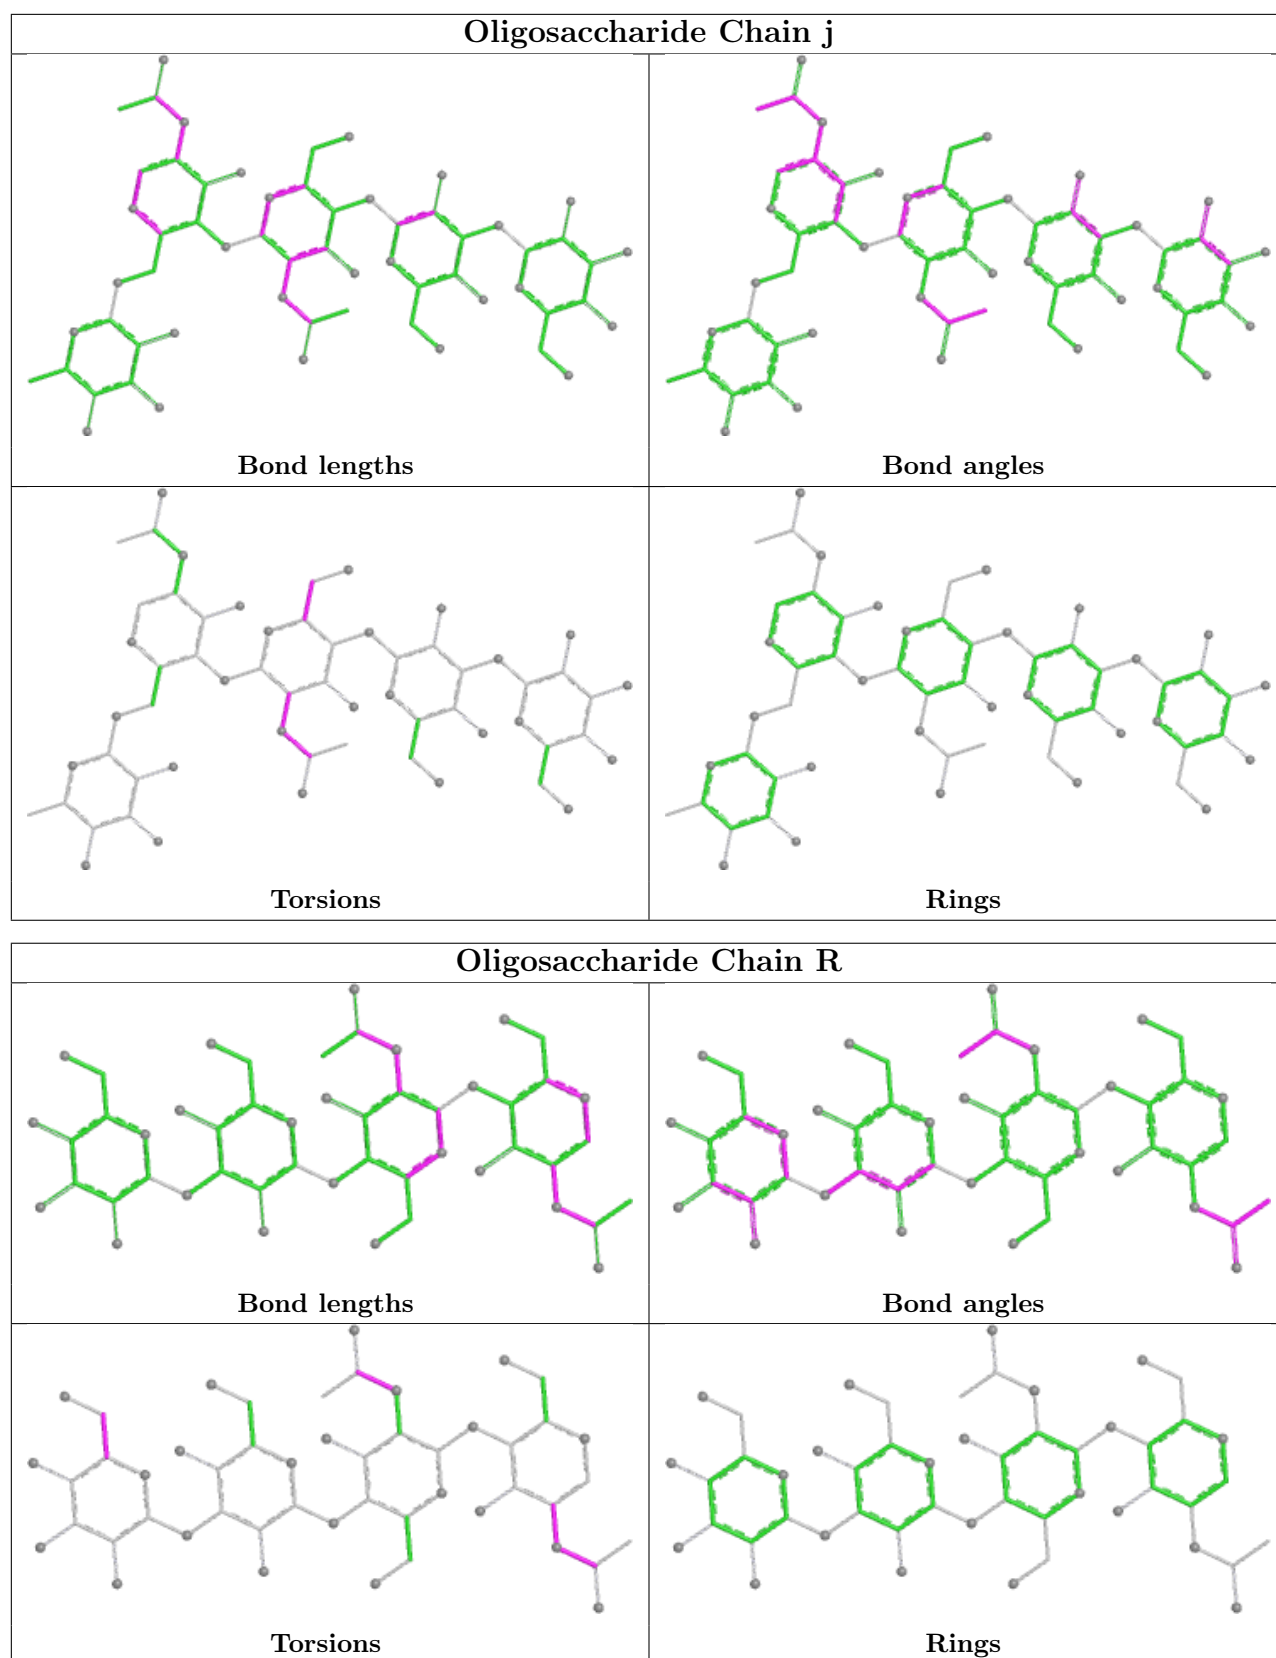 Oligosaccharide Chain j
Bond lengths
Bond angles
Torsions
Rings
Oligosaccharide Chain R
Bond lengths
Bond angles
Torsions
Rings